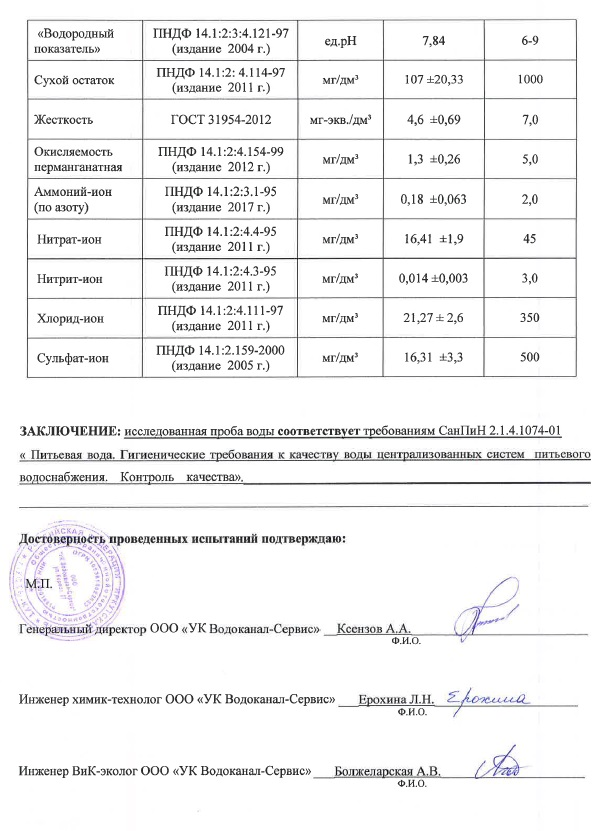 «Водородный показатель» ПНДФ 14.1:2:3:4.121-97 (издание 2004 г.) ед.pH 7,84 6-9
Сухой остаток ПНДФ 14.1:2: 4.114-97 (издание 2011 г.) мг/дм³ 107 ±20,33 1000
Жесткость ГОСТ 31954-2012 мг-экв./дм³ 4,6 ±0,69 7,0
Окисляемость перманганатная ПНДФ 14.1:2:4.154-99 (издание 2012 г.) мг/дм³ 1,3 ±0,26 5,0
Аммоний-ион (по азоту) ПНДФ 14.1:2:3.1-95 (издание 2017 г.) мг/дм³ 0,18 ±0,063 2,0
Нитрат-ион ПНДФ 14.1:2:4.4-95 (издание 2011 г.) мг/дм³ 16,41 ±1,9 45
Нитрит-ион ПНДФ 14.1:2:4.3-95 (издание 2011 г.) мг/дм³ 0,014 ±0,003 3,0
Хлорид-ион ПНДФ 14.1:2:4.111-97 (издание 2011 г.) мг/дм³ 21,27 ± 2,6 350
Сульфат-ион ПНДФ 14.1:2.159-2000 (издание 2005 г.) мг/дм³ 16,31 ±3,3 500
ЗАКЛЮЧЕНИЕ: исследованная проба воды соответствует требованиям СанПиН 2.1.4.1074-01
« Питьевая вода. Гигиенические требования к качеству воды централизованных систем питьевого
водоснабжения. Контроль качества».
Достоверность проведенных испытаний подтверждаю:
М.П.
Генеральный директор ООО «УК Водоканал-Сервис» Ксензов А.А.
Ф.И.О.
Инженер химик-технолог ООО «УК Водоканал-Сервис» Ерохина Л.Н. Ерохина
Ф.И.О.
Инженер ВиК-эколог ООО «УК Водоканал-Сервис» Болжеларская А.В.
Ф.И.О.